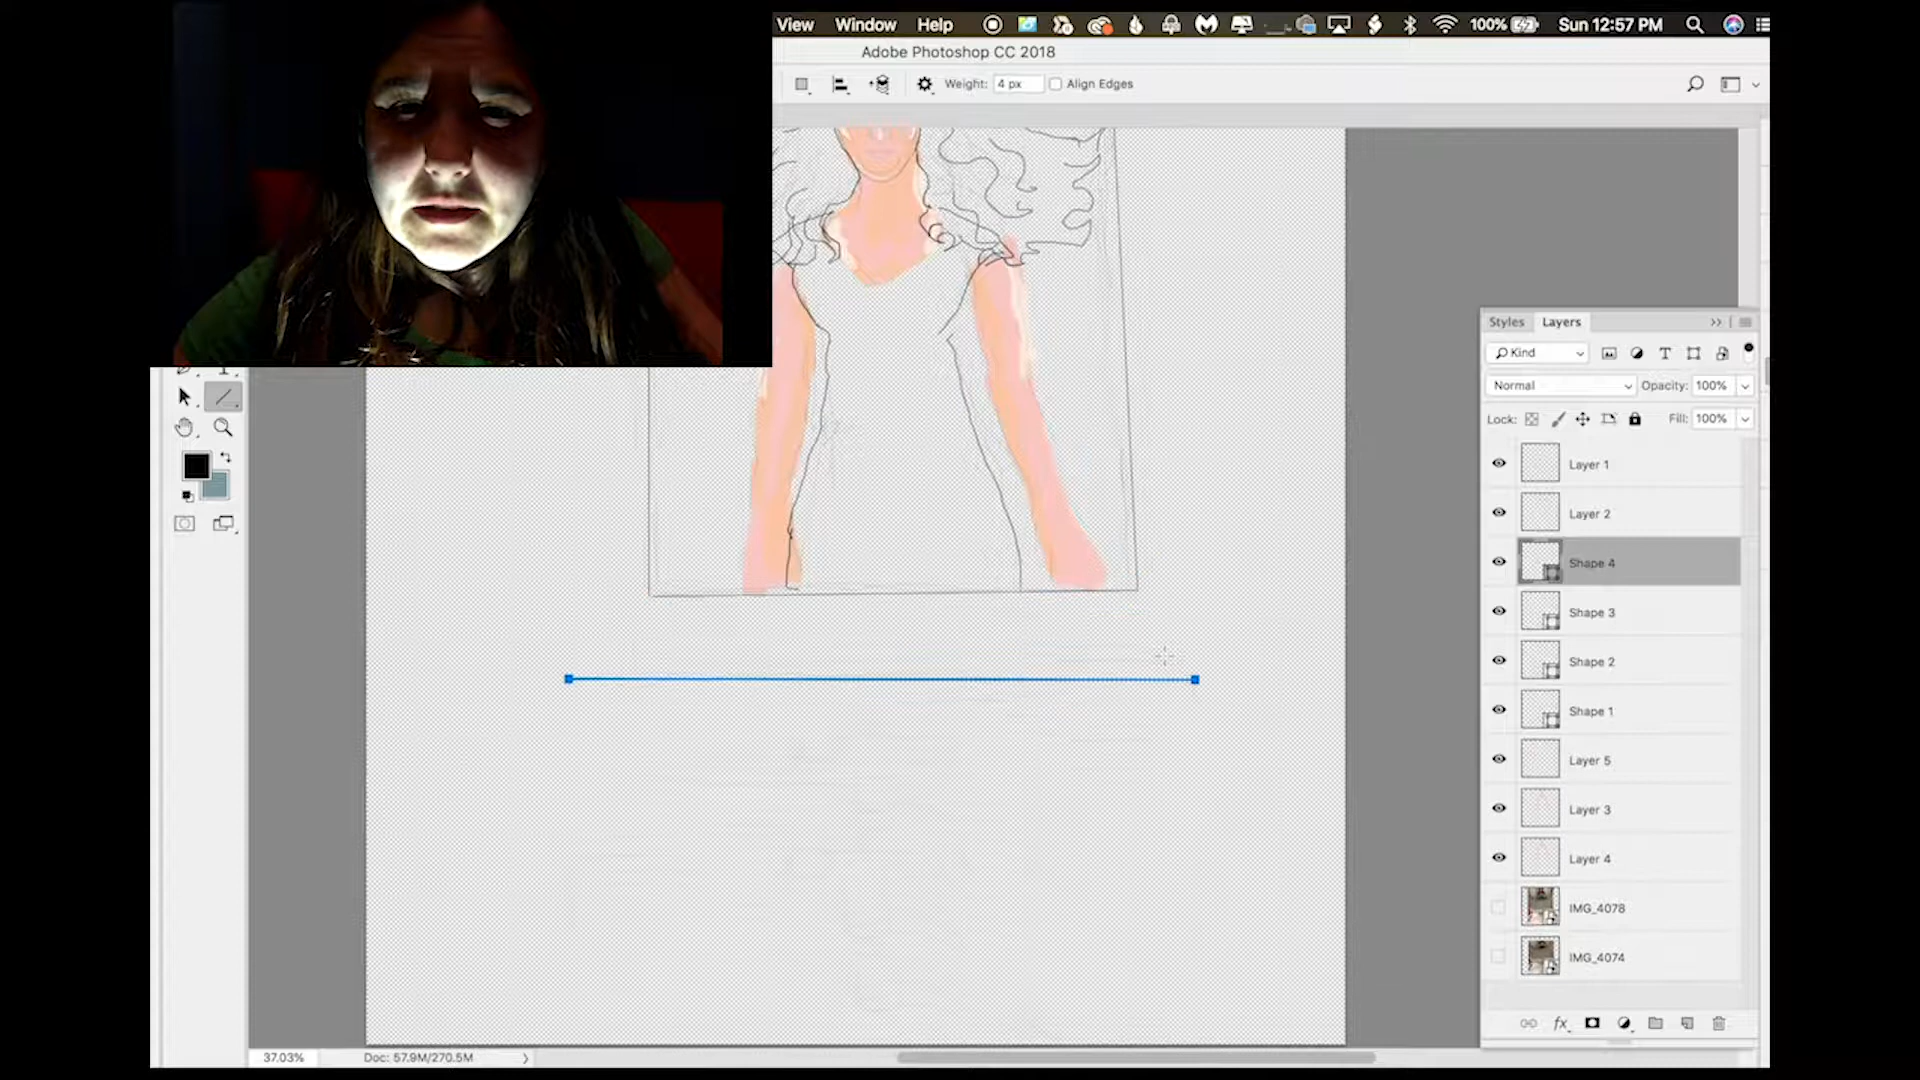 View Window Help 100% Sun 12:57 PM
Adobe Photoshop CC 2018
Weight: 4 px Align Edges
Styles Layers
Kind
Normal Opacity: 100%
Lock: Fill: 100%
Layer 1
Layer 2
Shape 4
Shape 3
Shape 2
Shape 1
Layer 5
Layer 3
Layer 4
IMG_4078
IMG_4074
fx
37.03% Doc: 57.9M/270.5M